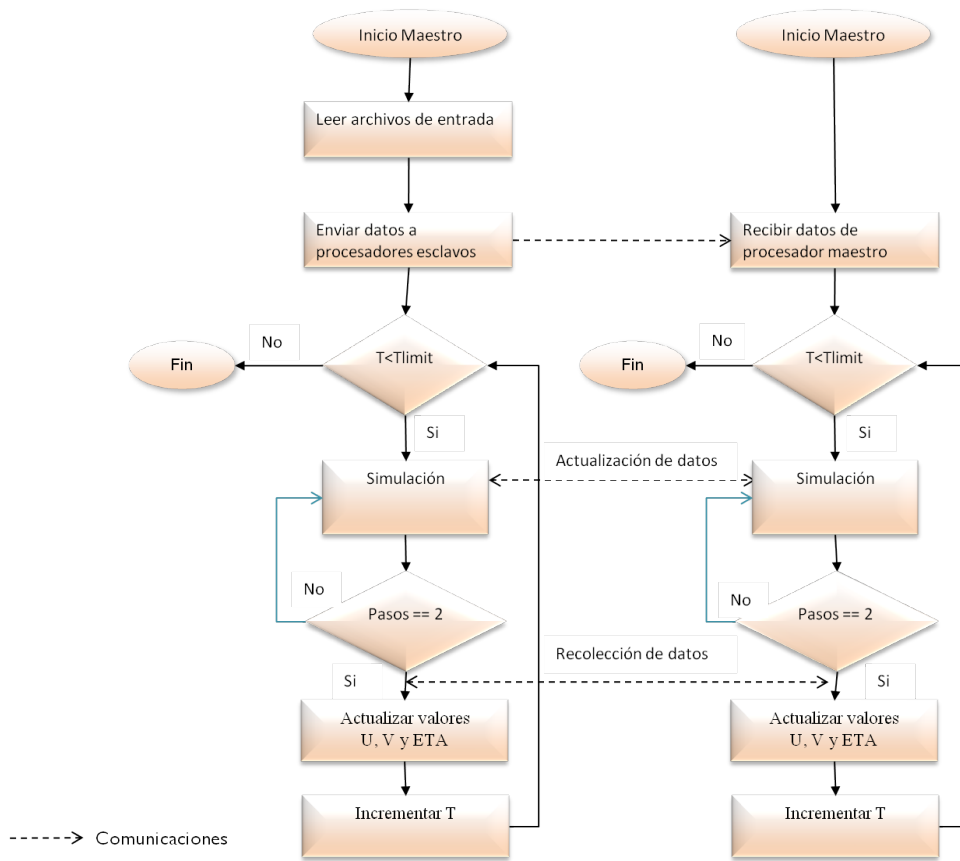 Inicio Maestro
Leer archivos de entrada
Enviar datos a
procesadores esclavos
T<Tlimit
No
Fin
Si
Simulación
No
Pasos == 2
Si
Actualizar valores
U, V y ETA
Incrementar T
Actualización de datos
Recolección de datos
Inicio Maestro
Recibir datos de
procesador maestro
T<Tlimit
No
Fin
Si
Simulación
No
Pasos == 2
Si
Actualizar valores
U, V y ETA
Incrementar T
Comunicaciones